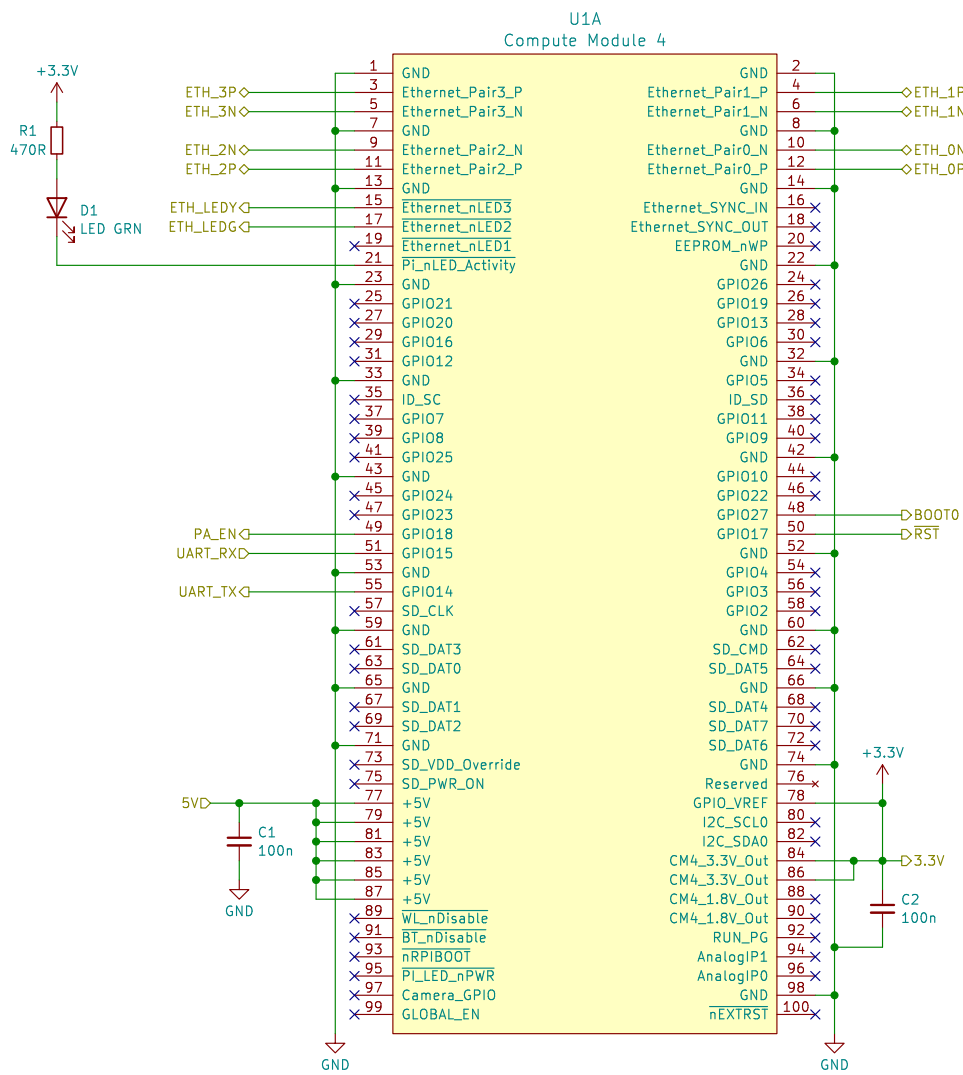 U1A
Compute Module 4
+3.3V
R1
470R
D1
LED GRN
1 GND GND 2
ETH_3P 3 Ethernet_Pair3_P Ethernet_Pair1_P 4 ETH_1P
ETH_3N 5 Ethernet_Pair3_N Ethernet_Pair1_N 6 ETH_1N
7 GND GND 8
ETH_2N 9 Ethernet_Pair2_N Ethernet_Pair0_N 10 ETH_0N
ETH_2P 11 Ethernet_Pair2_P Ethernet_Pair0_P 12 ETH_0P
13 GND GND 14
ETH_LEDY 15 Ethernet_nLED3 Ethernet_SYNC_IN 16
ETH_LEDG 17 Ethernet_nLED2 Ethernet_SYNC_OUT 18
19 Ethernet_nLED1 EEPROM_nWP 20
21 Pi_nLED_Activity GND 22
23 GND GPIO26 24
25 GPIO21 GPIO19 26
27 GPIO20 GPIO13 28
29 GPIO16 GPIO6 30
31 GPIO12 GND 32
33 GND GPIO5 34
35 ID_SC ID_SD 36
37 GPIO7 GPIO11 38
39 GPIO8 GPIO9 40
41 GPIO25 GND 42
43 GND GPIO10 44
45 GPIO24 GPIO22 46
47 GPIO23 GPIO27 48 BOOT0
PA_EN 49 GPIO18 GPIO17 50 RST
UART_RX 51 GPIO15 GND 52
53 GND GPIO4 54
UART_TX 55 GPIO14 GPIO3 56
57 SD_CLK GPIO2 58
59 GND GND 60
61 SD_DAT3 SD_CMD 62
63 SD_DAT0 SD_DAT5 64
65 GND GND 66
67 SD_DAT1 SD_DAT4 68
69 SD_DAT2 SD_DAT7 70
71 GND SD_DAT6 72
73 SD_VDD_Override GND 74
75 SD_PWR_ON Reserved 76
5V 77 +5V GPIO_VREF 78
79 +5V I2C_SCL0 80
81 +5V I2C_SDA0 82
83 +5V CM4_3.3V_Out 84 3.3V
85 +5V CM4_3.3V_Out 86
87 +5V CM4_1.8V_Out 88
89 WL_nDisable CM4_1.8V_Out 90
91 BT_nDisable RUN_PG 92
93 nRPIBOOT AnalogIP1 94
95 PI_LED_nPWR AnalogIP0 96
97 Camera_GPIO GND 98
99 GLOBAL_EN nEXTRST 100
C1
100n
GND
+3.3V
C2
100n
GND
GND